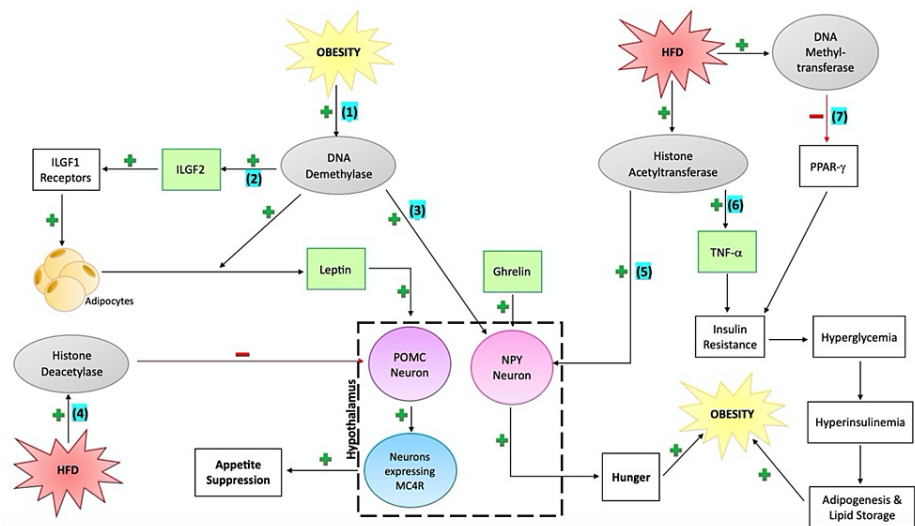 OBESITY
HFD
DNA
Methyl-
transferase
(1)
(7)
ILGF1
Receptors
ILGF2
(2)
DNA
Demethylase
Histone
Acetyltransferase
PPAR-γ
(3)
(6)
Leptin
Ghrelin
(5)
TNF-α
Adipocytes
Histone
Deacetylase
POMC
Neuron
NPY
Neuron
Insulin
Resistance
Hyperglycemia
(4)
Hypothalamus
OBESITY
Hyperinsulinemia
HFD
Appetite
Suppression
Neurons
expressing
MC4R
Hunger
Adipogenesis &
Lipid Storage